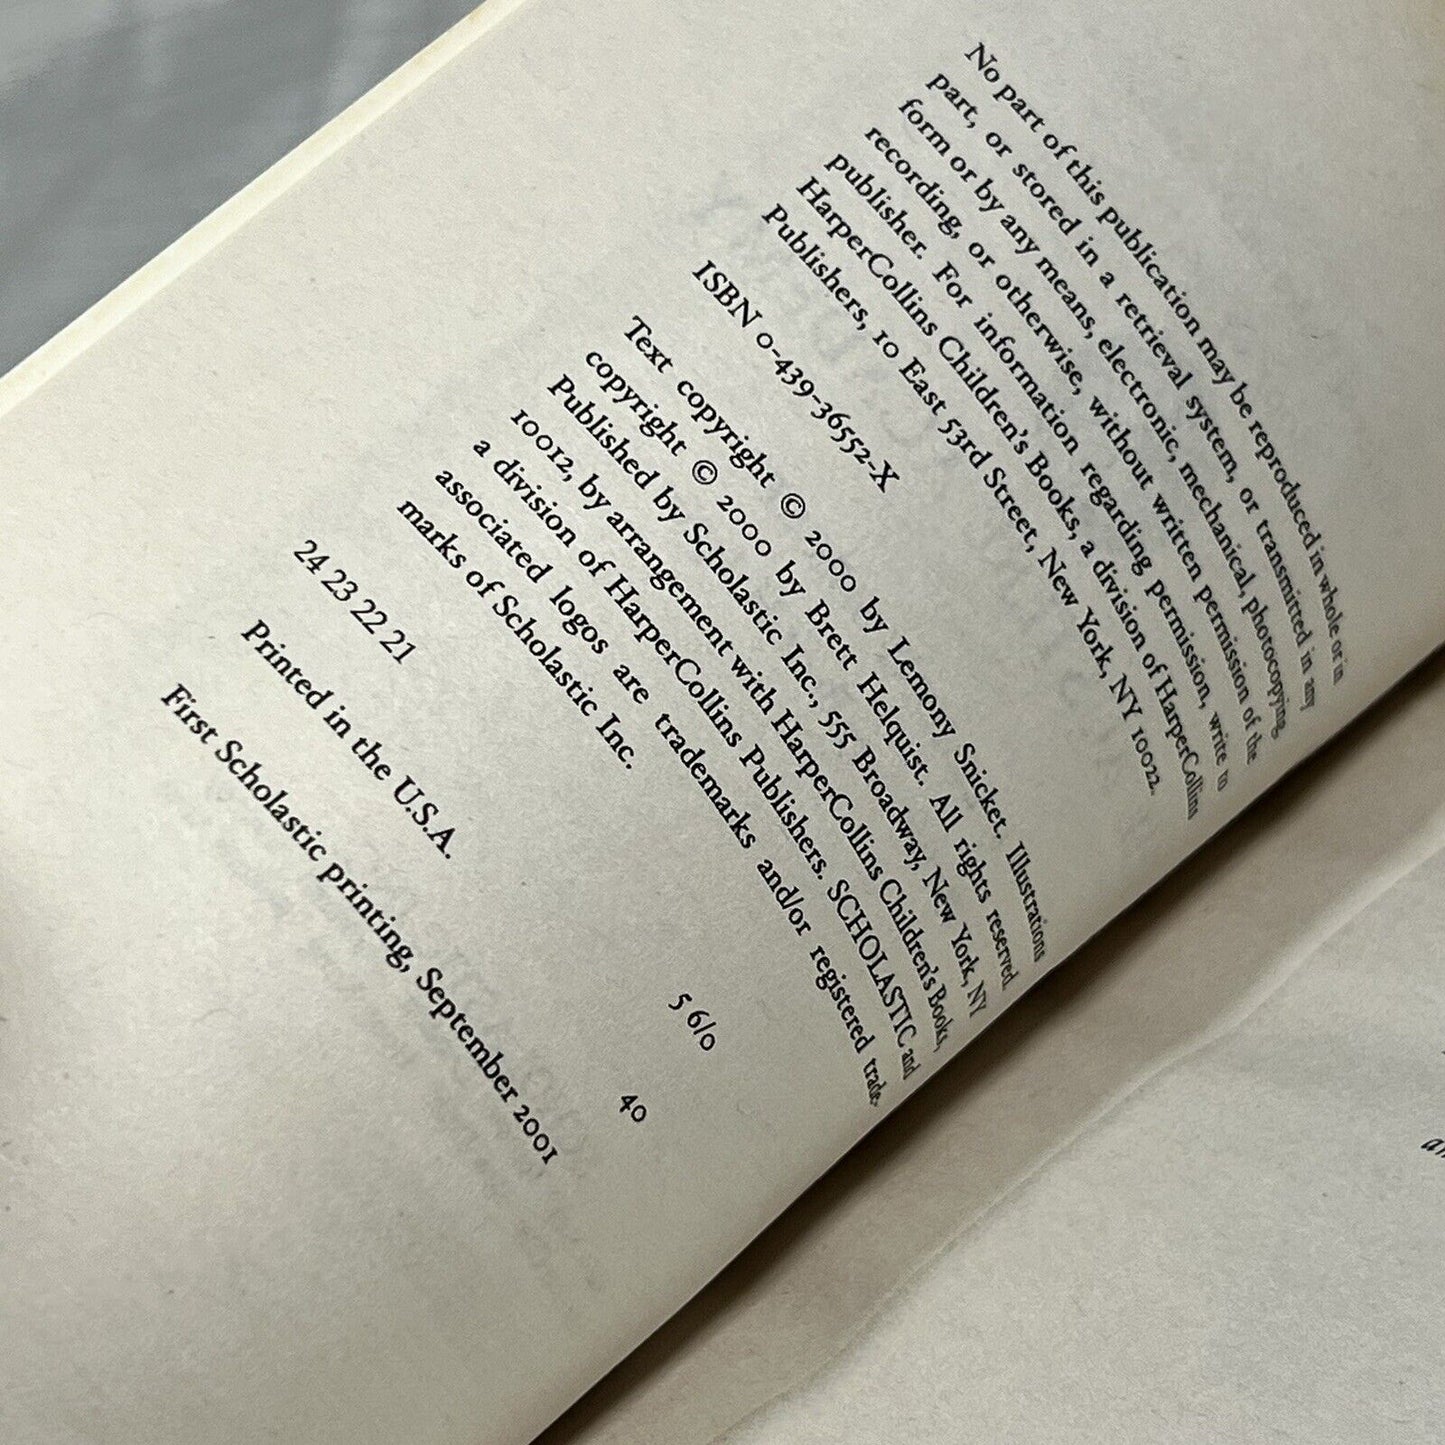 No part of this publication may be reproduced in whole or in
part, or stored in a retrieval system, or transmitted in any
form or by any means, electronic, mechanical, photocopying,
recording, or otherwise, without written permission of the
publisher. For information regarding permission, write to
HarperCollins Children's Books, a division of HarperCollins
Publishers, 10 East 53rd Street, New York, NY 10022.
ISBN 0-439-36552-X
Text copyright © 2000 by Lemony Snicket. Illustrations
copyright © 2000 by Brett Helquist. All rights reserved.
Published by Scholastic Inc., 555 Broadway, New York, NY
10012, by arrangement with HarperCollins Children's Books,
a division of HarperCollins Publishers. SCHOLASTIC and
associated logos are trademarks and/or registered trade-
marks of Scholastic Inc.
24 23 22 21 5 6/0
Printed in the U.S.A. 40
First Scholastic printing, September 2001